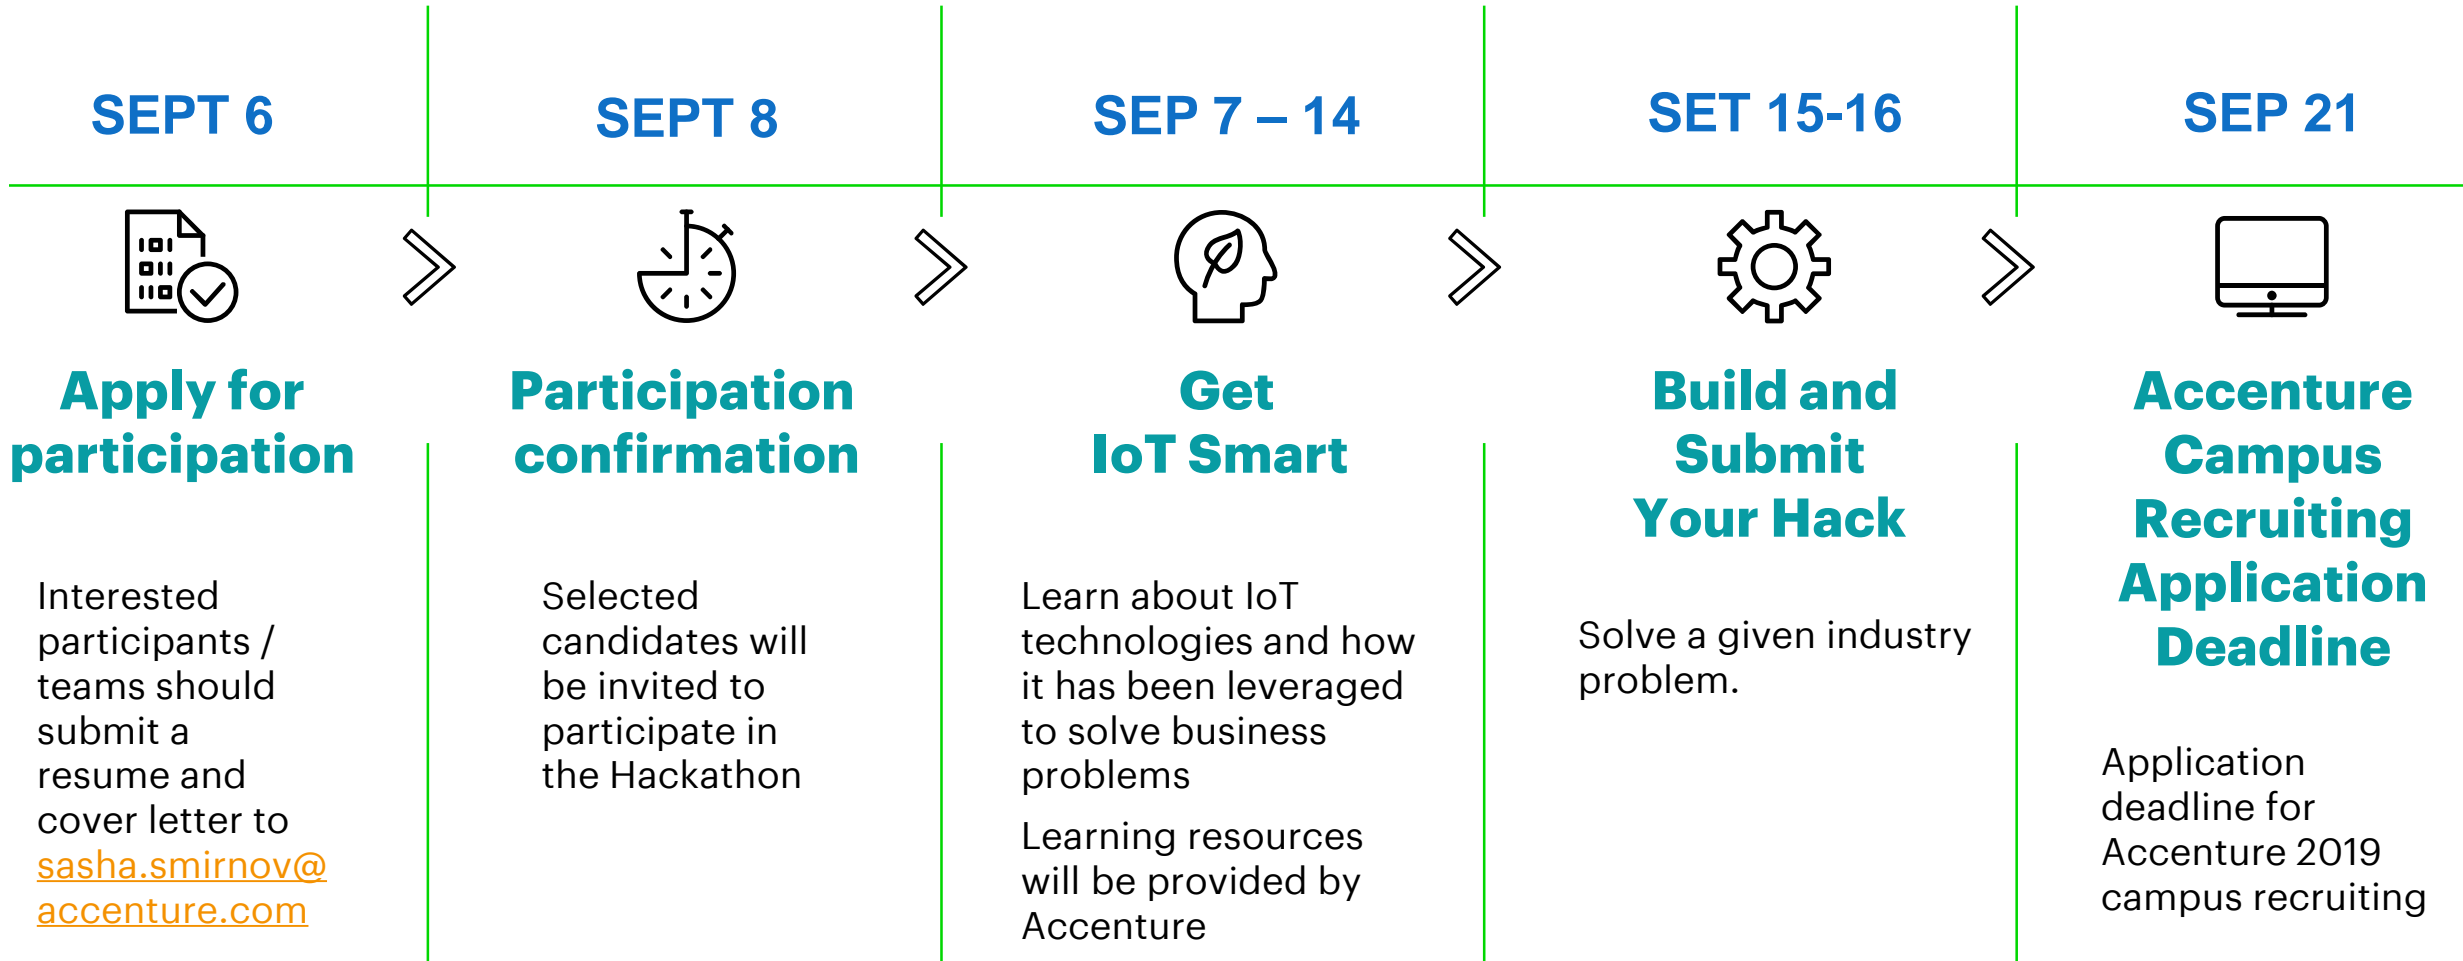 SEPT 6
SEPT 8
SEP 7 – 14
SET 15-16
SEP 21
Apply for
participation
Interested
participants /
teams should
submit a
resume and
cover letter to
sasha.smirnov@
accenture.com
Participation
confirmation
Selected
candidates will
be invited to
participate in
the Hackathon
Get
IoT Smart
Learn about IoT
technologies and how
it has been leveraged
to solve business
problems
Learning resources
will be provided by
Accenture
Build and
Submit
Your Hack
Solve a given industry
problem.
Accenture
Campus
Recruiting
Application
Deadline
Application
deadline for
Accenture 2019
campus recruiting